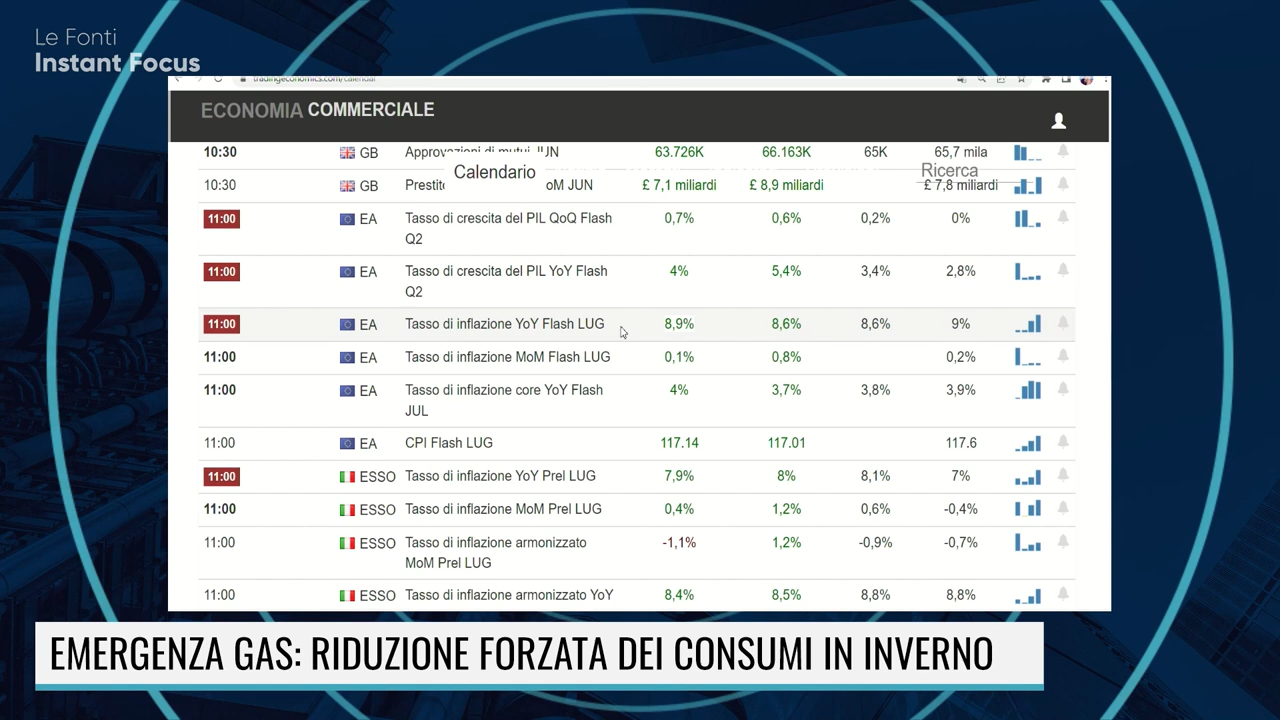 Le Fonti
Instant Focus
tradingeconomics.com/calendar
ECONOMIA COMMERCIALE
10:30 GB Approvazioni di mutui JUN 63.726K 66.163K 65K 65,7 mila
Calendario Ricerca
10:30 GB oM JUN £ 7,1 miliardi £ 8,9 miliardi £ 7,8 miliardi
11:00 EA Tasso di crescita del PIL QoQ Flash 0,7% 0,6% 0,2% 0%
Q2
11:00 EA Tasso di crescita del PIL YoY Flash 4% 5,4% 3,4% 2,8%
Q2
11:00 EA Tasso di inflazione YoY Flash LUG 8,9% 8,6% 8,6% 9%
11:00 EA Tasso di inflazione MoM Flash LUG 0,1% 0,8% 0,2%
11:00 EA Tasso di inflazione core YoY Flash 4% 3,7% 3,8% 3,9%
JUL
11:00 EA CPI Flash LUG 117.14 117.01 117.6
11:00 ESSO Tasso di inflazione YoY Prel LUG 7,9% 8% 8,1% 7%
11:00 ESSO Tasso di inflazione MoM Prel LUG 0,4% 1,2% 0,6% -0,4%
11:00 ESSO Tasso di inflazione armonizzato -1,1% 1,2% -0,9% -0,7%
MoM Prel LUG
11:00 ESSO Tasso di inflazione armonizzato YoY 8,4% 8,5% 8,8% 8,8%
EMERGENZA GAS: RIDUZIONE FORZATA DEI CONSUMI IN INVERNO